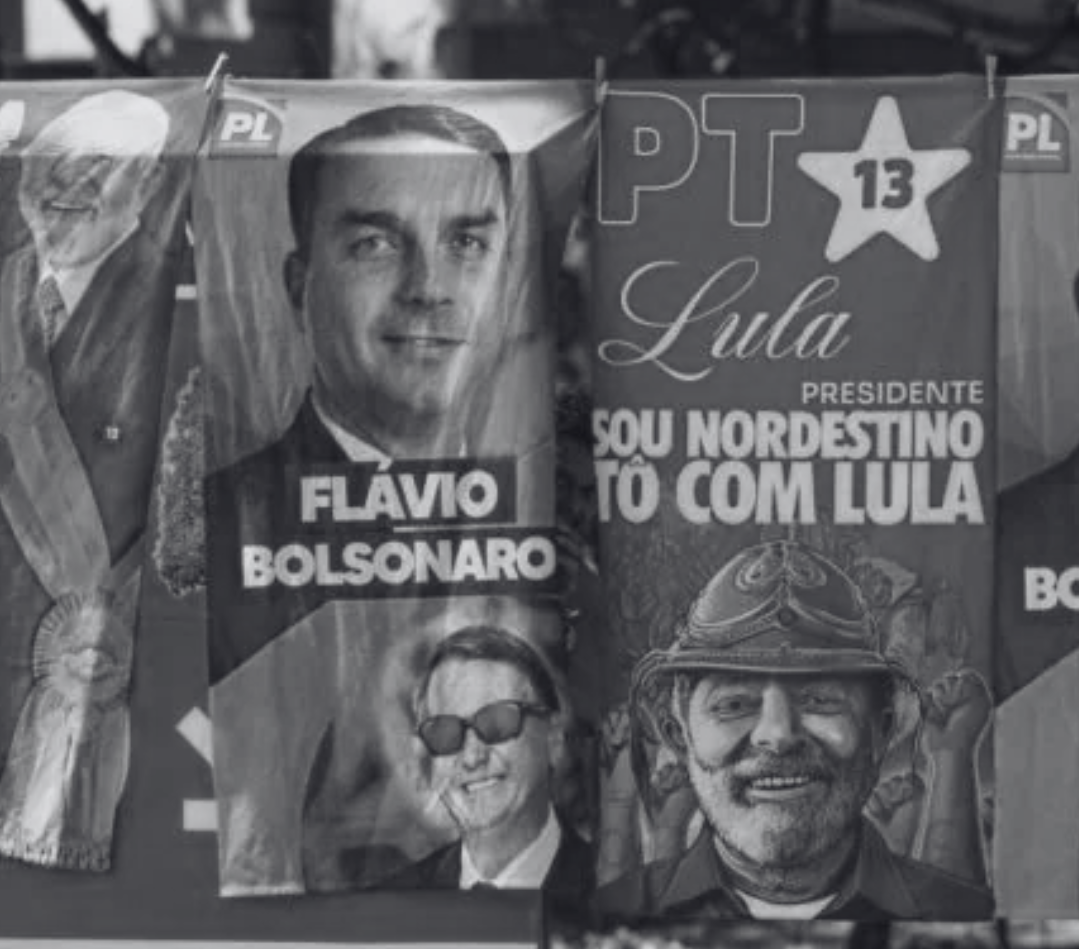 PL
FLÁVIO
BOLSONARO
PT
13
Lula
PRESIDENTE
SOU NORDESTINO
TÔ COM LULA
PL
BO